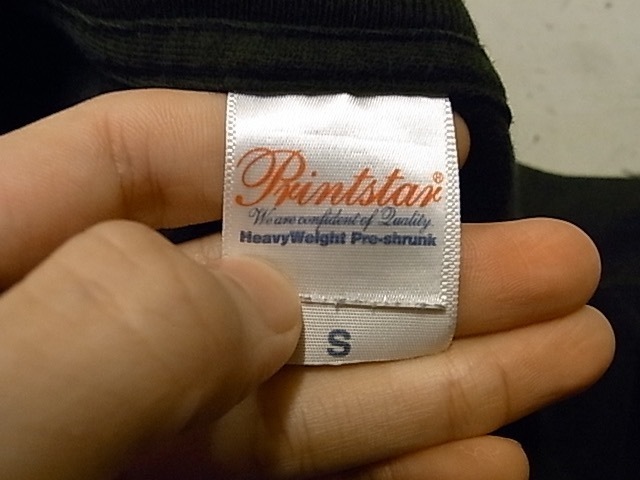 Printstar®
We are confident of Quality
HeavyWeight Pre-shrunk
S